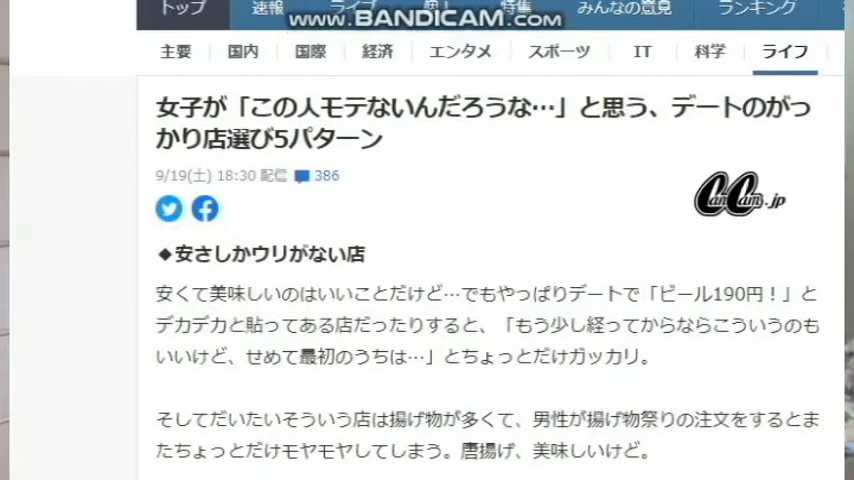 トップ 速報 ライブ 個人 特集 みんなの意見 ランキング
www.BANDICAM.com
主要 国内 国際 経済 エンタメ スポーツ IT 科学 ライフ
女子が「この人モテないんだろうな…」と思う、デートのがっ
かり店選び5パターン
9/19(土) 18:30 配信 386
CanCam.jp
◆安さしかウリがない店
安くて美味しいのはいいことだけど…でもやっぱりデートで「ビール190円！」と
デカデカと貼ってある店だったりすると、「もう少し経ってからならこういうのも
いいけど、せめて最初のうちは…」とちょっとだけガッカリ。
そしてだいたいそういう店は揚げ物が多くて、男性が揚げ物祭りの注文をするとま
たちょっとだけモヤモヤしてしまう。唐揚げ、美味しいけど。